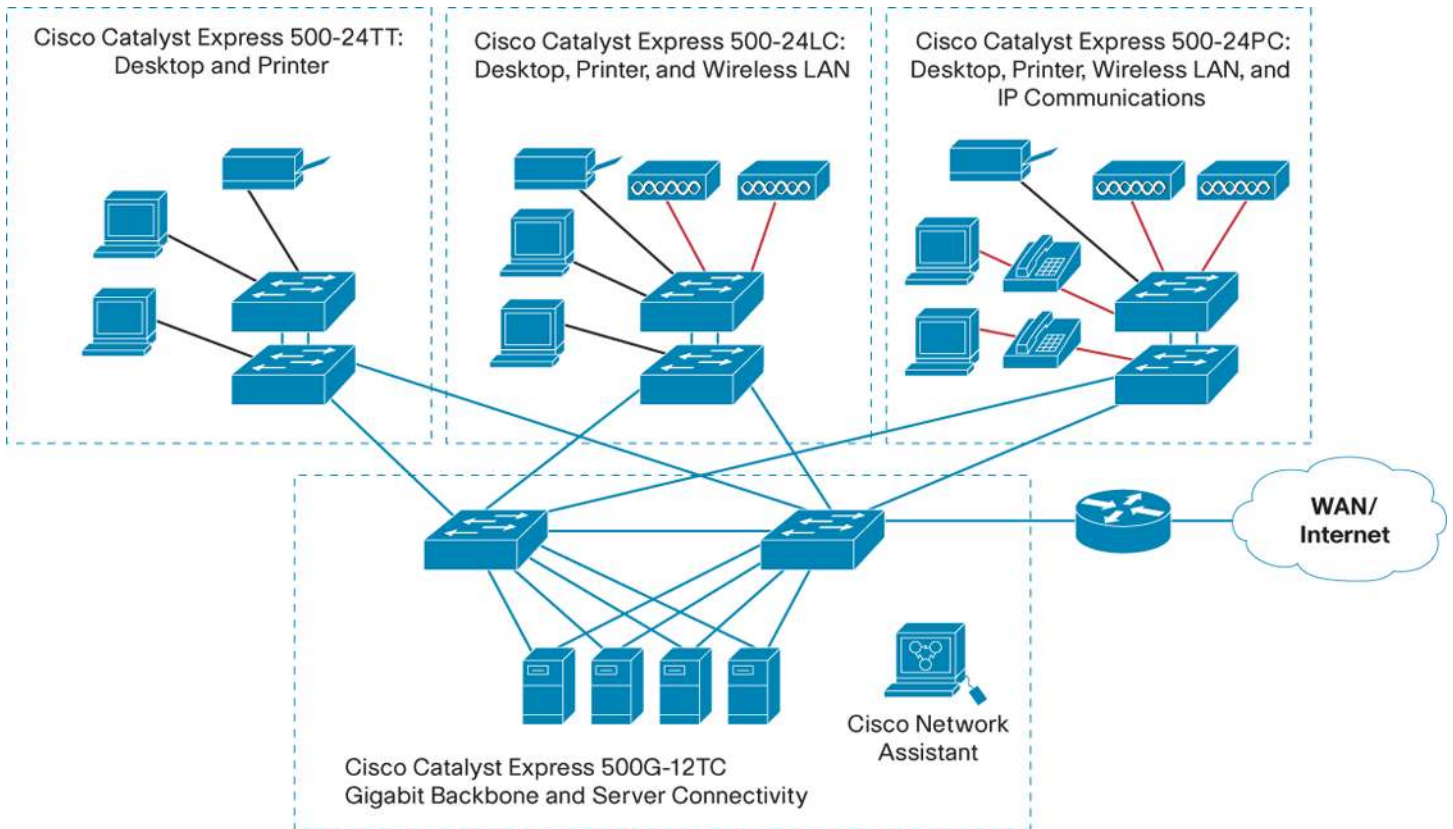 Cisco Catalyst Express 500-24TT:
Desktop and Printer
Cisco Catalyst Express 500-24LC:
Desktop, Printer, and Wireless LAN
Cisco Catalyst Express 500-24PC:
Desktop, Printer, Wireless LAN, and
IP Communications
WAN/
Internet
Cisco Network
Assistant
Cisco Catalyst Express 500G-12TC
Gigabit Backbone and Server Connectivity